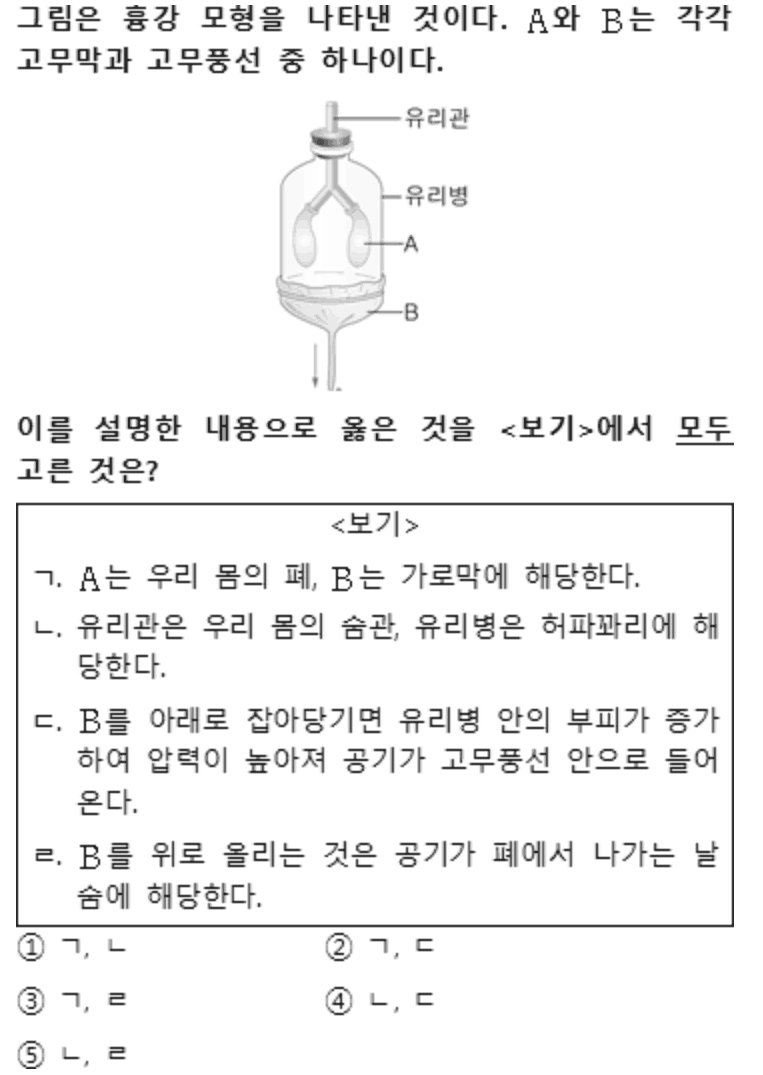 그림은 흉강 모형을 나타낸 것이다. A와 B는 각각
고무막과 고무풍선 중 하나이다.
유리관
유리병
A
B
이를 설명한 내용으로 옳은 것을 <보기>에서 모두
고른 것은?
<보기>
ㄱ. A는 우리 몸의 폐, B는 가로막에 해당한다.
ㄴ. 유리관은 우리 몸의 숨관, 유리병은 허파꽈리에 해
당한다.
ㄷ. B를 아래로 잡아당기면 유리병 안의 부피가 증가
하여 압력이 높아져 공기가 고무풍선 안으로 들어
온다.
ㄹ. B를 위로 올리는 것은 공기가 폐에서 나가는 날
숨에 해당한다.
① ㄱ, ㄴ ② ㄱ, ㄷ
③ ㄱ, ㄹ ④ ㄴ, ㄷ
⑤ ㄴ, ㄹ